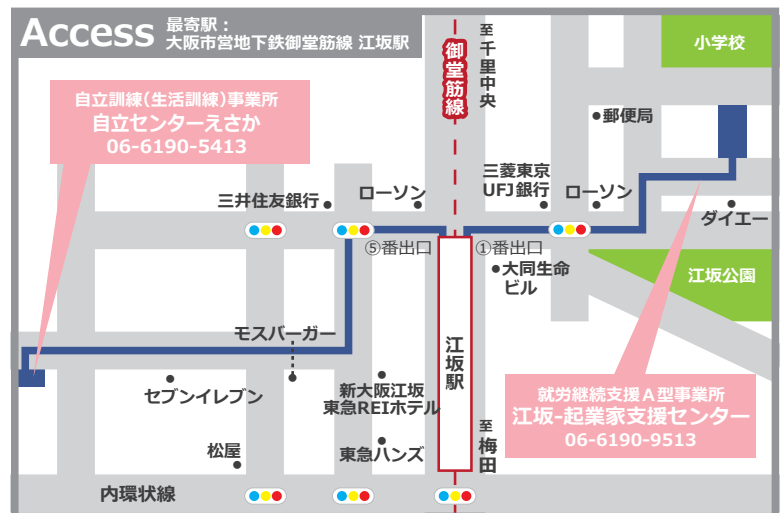 Access
最寄駅：
大阪市営地下鉄御堂筋線 江坂駅
御堂筋線
至千里中央
小学校
自立訓練(生活訓練)事業所
自立センターえさか
06-6190-5413
郵便局
三井住友銀行
ローソン
三菱東京
UFJ銀行
ローソン
ダイエー
⑤番出口
①番出口
大同生命
ビル
江坂公園
モスバーガー
江坂駅
セブンイレブン
新大阪江坂
東急REIホテル
就労継続支援A型事業所
江坂-起業家支援センター
06-6190-9513
至梅田
松屋
東急ハンズ
内環状線